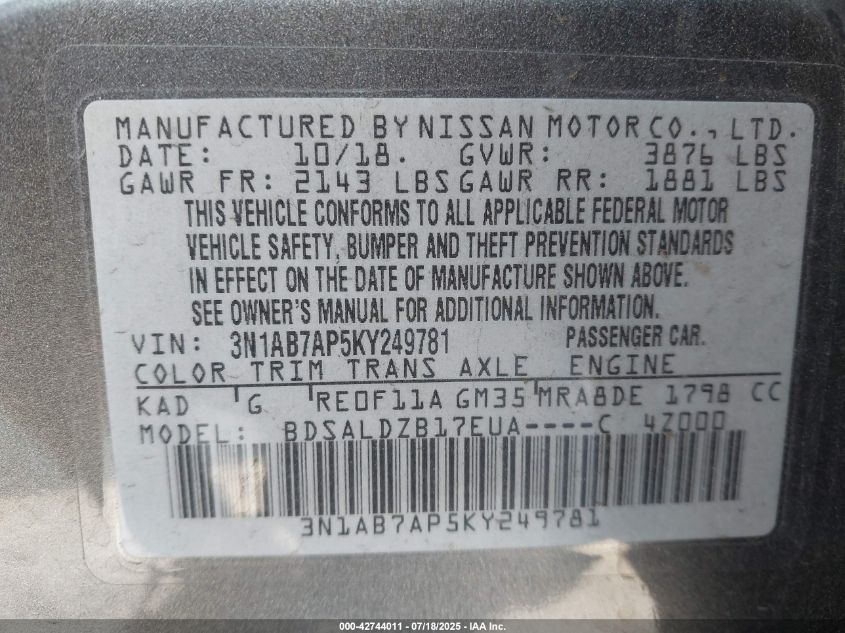 MANUFACTURED BY NISSAN MOTOR CO., LTD.
DATE: 10/18. GVWR: 3876 LBS
GAWR FR: 2143 LBS GAWR RR: 1881 LBS
THIS VEHICLE CONFORMS TO ALL APPLICABLE FEDERAL MOTOR
VEHICLE SAFETY, BUMPER AND THEFT PREVENTION STANDARDS
IN EFFECT ON THE DATE OF MANUFACTURE SHOWN ABOVE.
SEE OWNER'S MANUAL FOR ADDITIONAL INFORMATION.
VIN: 3N1AB7AP5KY249781 PASSENGER CAR.
COLOR TRIM TRANS AXLE ENGINE
KAD G RE0F11A GM35 MRA8DE 1798 CC
MODEL: BDSALDZB17EUA----C 4Z000
3N1AB7AP5KY249781
000-42744011 - 07/18/2025 - IAA Inc.